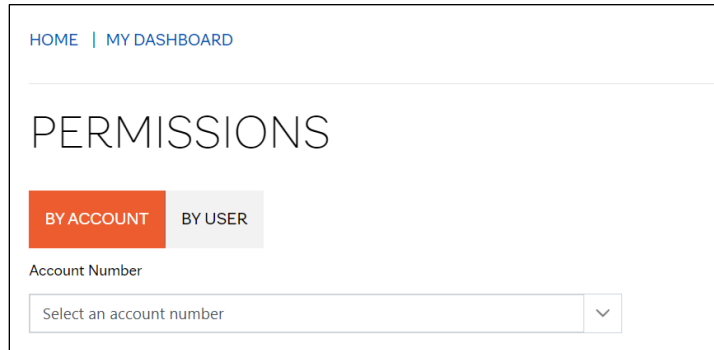 HOME | MY DASHBOARD
PERMISSIONS
BY ACCOUNT BY USER
Account Number
Select an account number